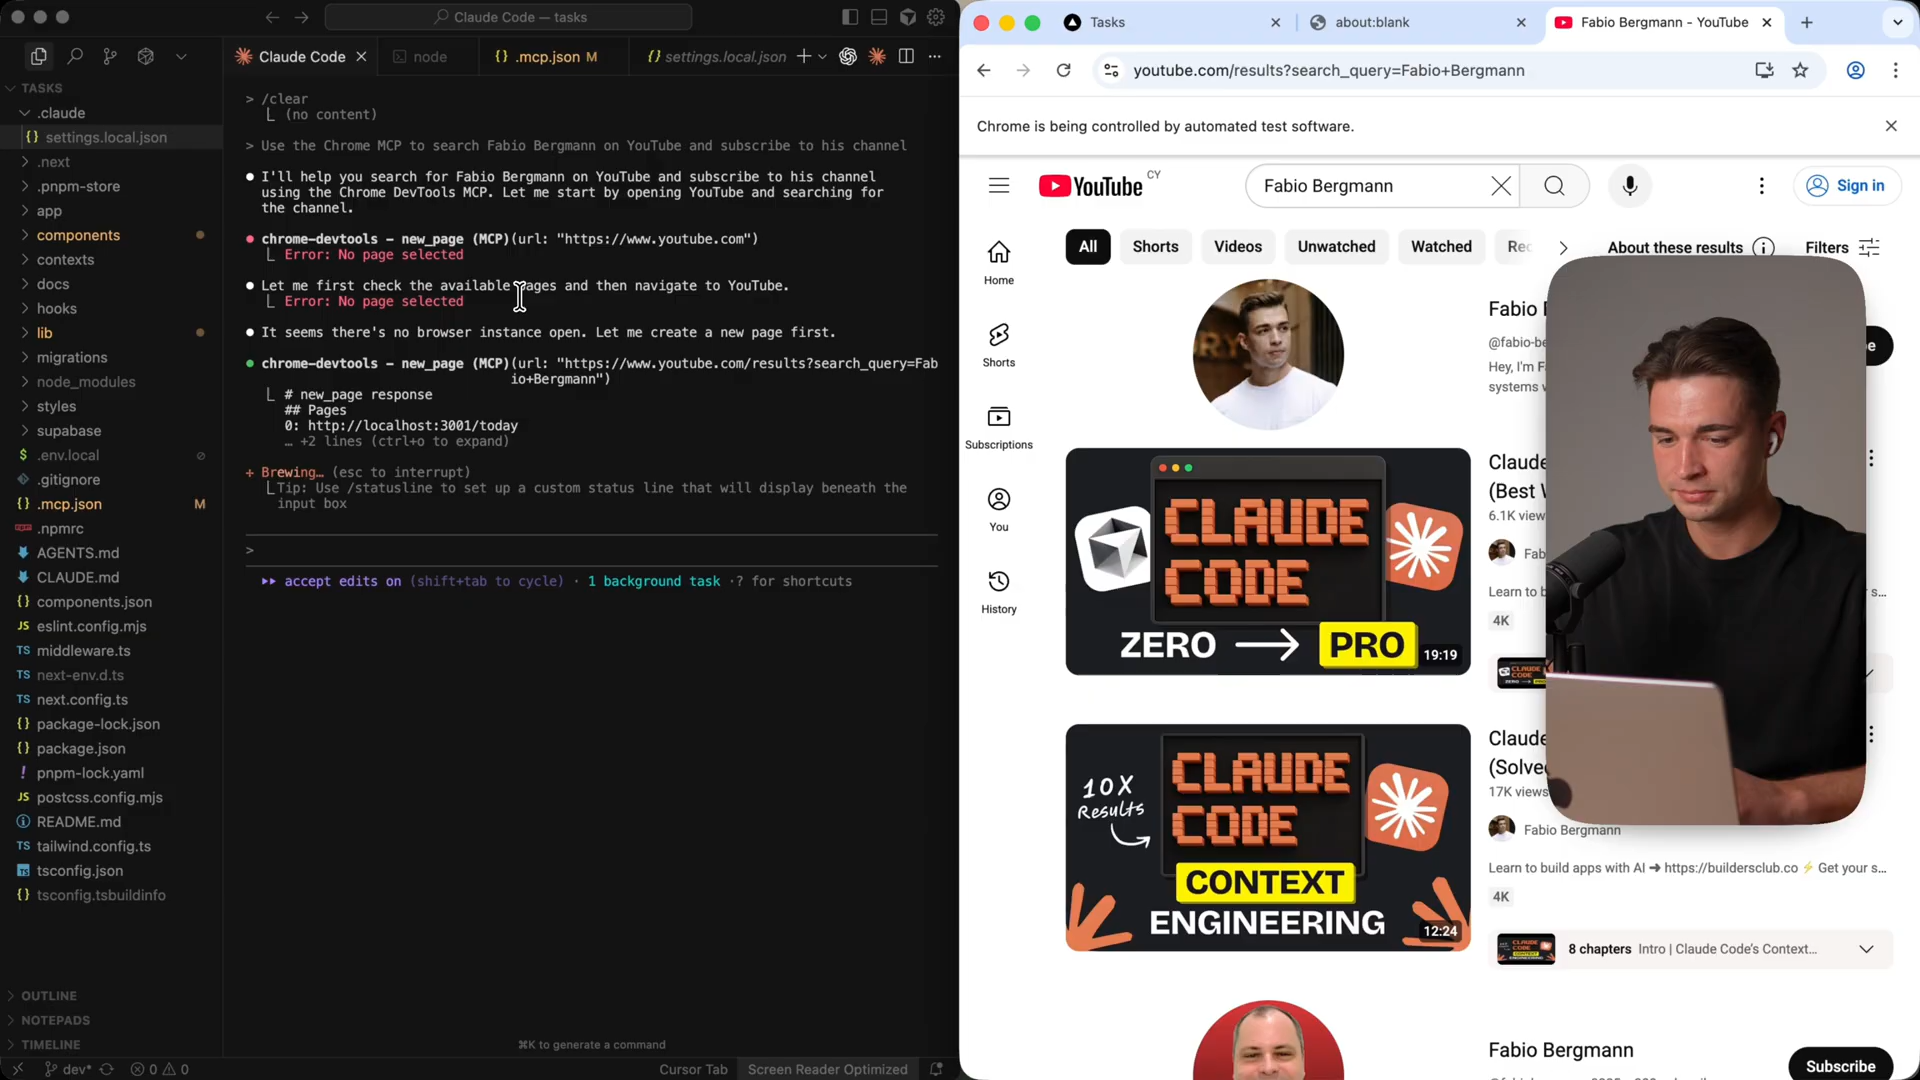 Claude Code — tasks
TASKS
.claude
settings.local.json
.next
.pnpm-store
app
components
contexts
docs
hooks
lib
migrations
node_modules
styles
supabase
.env.local
.gitignore
.mcp.json M
.npmrc
AGENTS.md
CLAUDE.md
components.json
eslint.config.mjs
middleware.ts
next-env.d.ts
next.config.ts
package-lock.json
package.json
pnpm-lock.yaml
postcss.config.mjs
README.md
tailwind.config.ts
tsconfig.json
tsconfig.tsbuildinfo
OUTLINE
NOTEPADS
TIMELINE
dev* 0 0
Claude Code
node
.mcp.json M
settings.local.json
> /clear
(no content)
> Use the Chrome MCP to search Fabio Bergmann on YouTube and subscribe to his channel
I'll help you search for Fabio Bergmann on YouTube and subscribe to his channel
using the Chrome DevTools MCP. Let me start by opening YouTube and searching for
the channel.
chrome-devtools - new_page (MCP)(url: "https://www.youtube.com")
Error: No page selected
Let me first check the available pages and then navigate to YouTube.
Error: No page selected
It seems there's no browser instance open. Let me create a new page first.
chrome-devtools - new_page (MCP)(url: "https://www.youtube.com/results?search_query=Fab
io+Bergmann")
# new_page response
## Pages
0: http://localhost:3001/today
… +2 lines (ctrl+o to expand)
+ Brewing… (esc to interrupt)
Tip: Use /statusline to set up a custom status line that will display beneath the
input box
>
accept edits on (shift+tab to cycle) · 1 background task · ? for shortcuts
⌘K to generate a command
Cursor Tab
Screen Reader Optimized
Tasks
about:blank
Fabio Bergmann - YouTube
youtube.com/results?search_query=Fabio+Bergmann
Chrome is being controlled by automated test software.
YouTube CY
Fabio Bergmann
Sign in
All
Shorts
Videos
Unwatched
Watched
About these results
Filters
Home
Shorts
Subscriptions
You
History
Fabio
@fabio-be
Hey, I'm F
systems w
CLAUDE
CODE
ZERO → PRO
19:19
Claude
(Best
6.1K view
Fab
Learn to b
s...
4K
10X
Results
CLAUDE
CODE
CONTEXT
ENGINEERING
12:24
Claude
(Solve
17K views
Fabio Bergmann
Learn to build apps with AI ➜ https://buildersclub.co ⚡ Get your s...
4K
8 chapters Intro | Claude Code's Context...
Fabio Bergmann
Subscribe